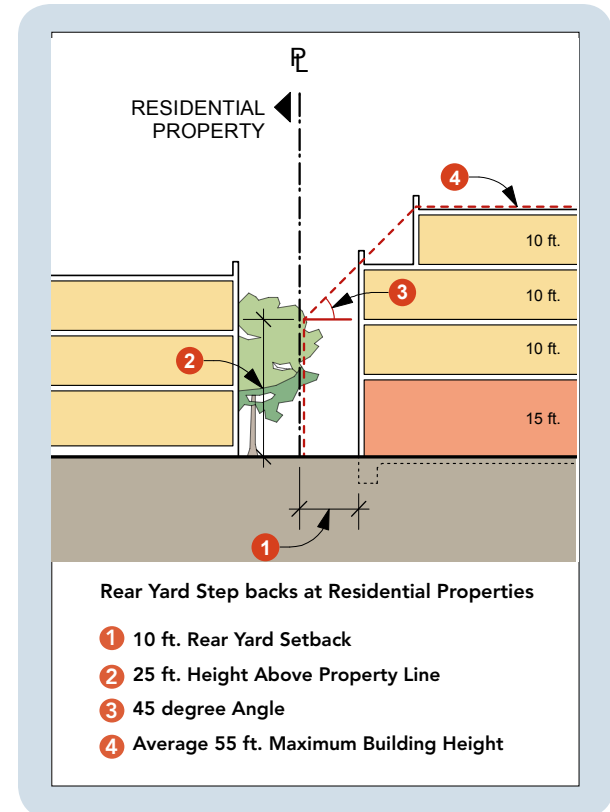 PL
RESIDENTIAL
PROPERTY
4
10 ft.
10 ft.
3
10 ft.
2
15 ft.
1
Rear Yard Step backs at Residential Properties
1 10 ft. Rear Yard Setback
2 25 ft. Height Above Property Line
3 45 degree Angle
4 Average 55 ft. Maximum Building Height